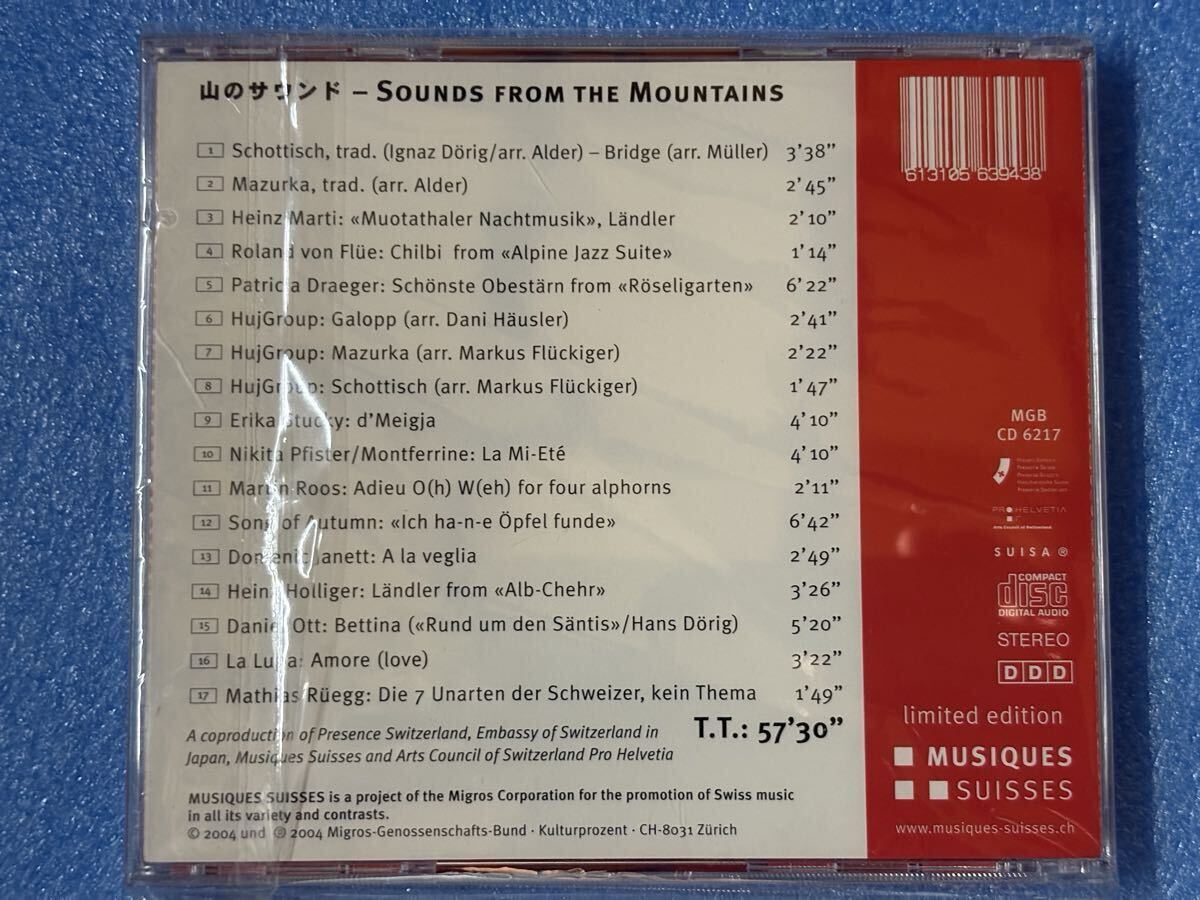 山のサウンド – SOUNDS FROM THE MOUNTAINS
1 Schottisch, trad. (Ignaz Dörig/arr. Alder) – Bridge (arr. Müller) 3’38”
2 Mazurka, trad. (arr. Alder) 2’45”
3 Heinz Marti: «Muotathaler Nachtmusik», Ländler 2’10”
4 Roland von Flüe: Chilbi from «Alpine Jazz Suite» 1’14”
5 Patricia Draeger: Schönste Obestärn from «Röseligarten» 6’22”
6 HujGroup: Galopp (arr. Dani Häusler) 2’41”
7 HujGroup: Mazurka (arr. Markus Flückiger) 2’22”
8 HujGroup: Schottisch (arr. Markus Flückiger) 1’47”
9 Erika Stucky: d’Meigja 4’10”
10 Nikita Pfister/Montferrine: La Mi-Eté 4’10”
11 Martin Roos: Adieu O(h) W(eh) for four alphorns 2’11”
12 Song of Autumn: «Ich ha-n-e Öpfel funde» 6’42”
13 Domenic Janett: A la veglia 2’49”
14 Heinz Holliger: Ländler from «Alb-Chehr» 3’26”
15 Daniel Ott: Bettina («Rund um den Säntis»/Hans Dörig) 5’20”
16 La Lupa: Amore (love) 3’22”
17 Mathias Rüegg: Die 7 Unarten der Schweizer, kein Thema 1’49”
T.T.: 57’30”
A coproduction of Presence Switzerland, Embassy of Switzerland in
Japan, Musiques Suisses and Arts Council of Switzerland Pro Helvetia
MUSIQUES SUISSES is a project of the Migros Corporation for the promotion of Swiss music
in all its variety and contrasts.
© 2004 und ℗ 2004 Migros-Genossenschafts-Bund · Kulturprozent · CH-8031 Zürich
613105 639438
MGB
CD 6217
PROHELVETIA
Arts Council of Switzerland
SUISA ®
COMPACT
disc
DIGITAL AUDIO
STEREO
DDD
limited edition
MUSIQUES
SUISSES
www.musiques-suisses.ch